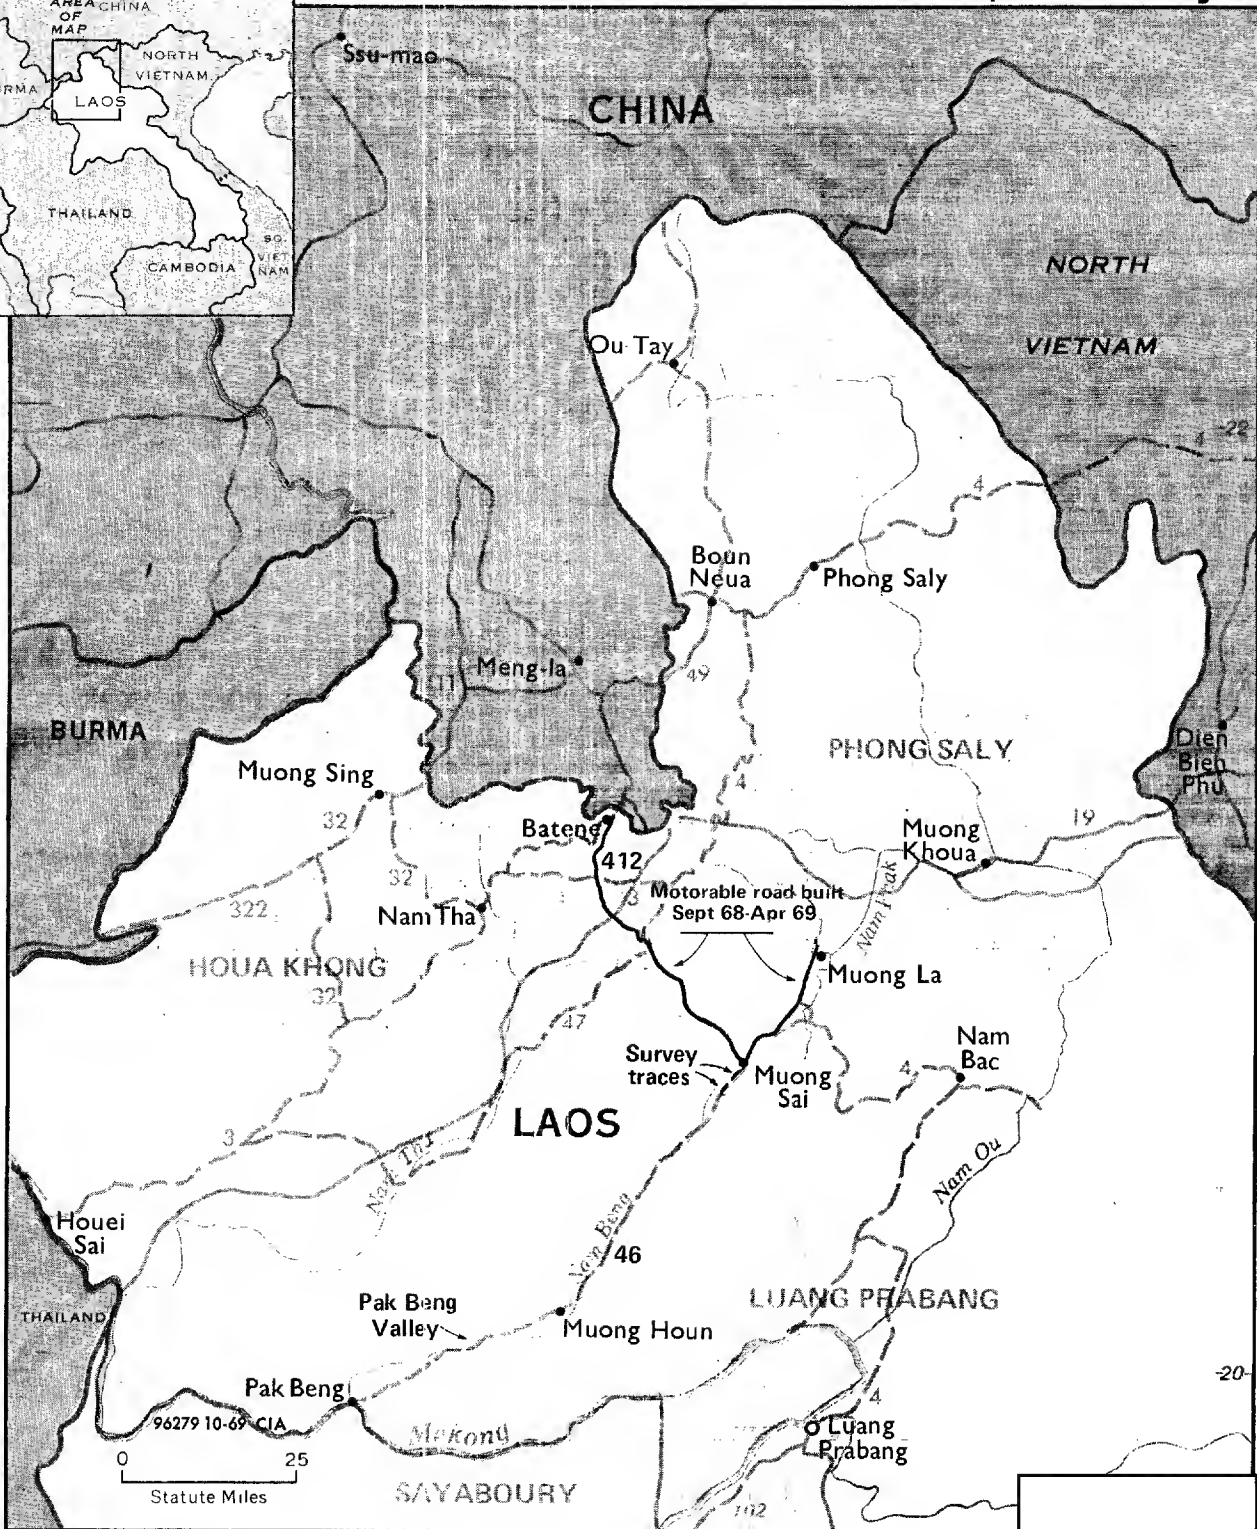 AREA CHINA
OF
MAP
NORTH
VIETNAM
LAOS
THAILAND
CAMBODIA
SO.
VIET
NAM
Ssu-mao
CHINA
NORTH
VIETNAM
Ou Tay
22
4
4
Boun
Neua
Phong Saly
Meng-la
49
BURMA
PHONG SALY
Dien
Bien
Phu
Muong Sing
4
32
Batene
19
Muong
Khoua
412
32
Motorable road built
Sept 68-Apr 69
3
322
Nam Tha
Nam Peak
HOUA KHONG
Muong La
32
47
Nam
Bac
Survey
traces
Muong
Sai
4
LAOS
3
Nam Tha
Nam Ou
Houei
Sai
Nam Beng
46
LUANG PRABANG
THAILAND
Pak Beng
Valley
Muong Houn
20
Pak Beng
4
96279 10-69 CIA
Mekong
Luang
Prabang
0 25
Statute Miles
SAYABOURY